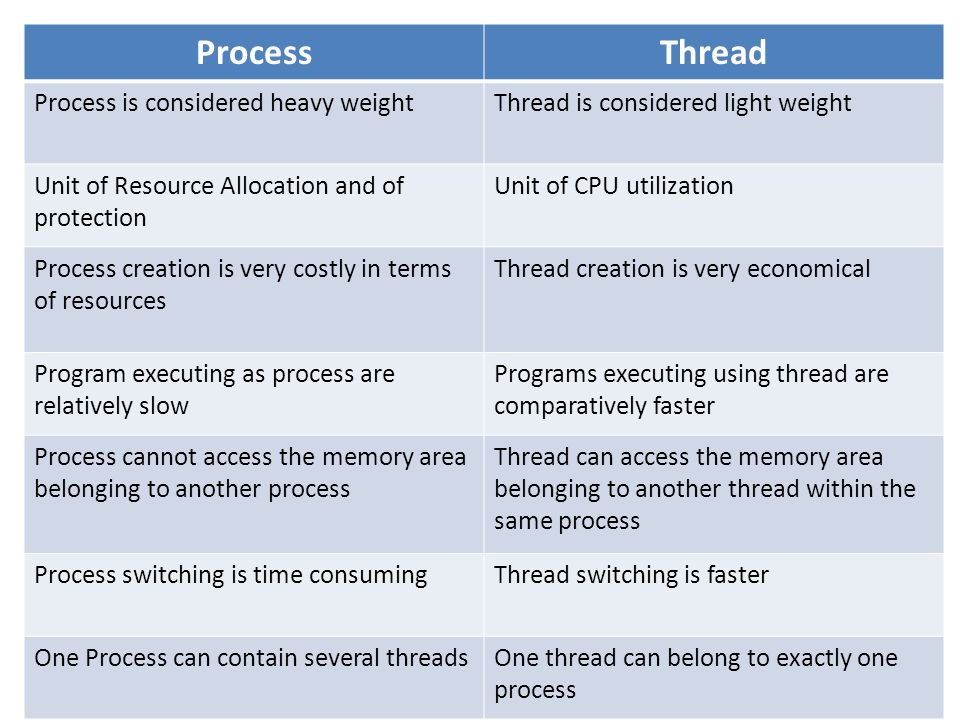 Process Thread
Process is considered heavy weight
Thread is considered light weight
Unit of Resource Allocation and of
protection
Unit of CPU utilization
Process creation is very costly in terms
of resources
Thread creation is very economical
Program executing as process are
relatively slow
Programs executing using thread are
comparatively faster
Process cannot access the memory area
belonging to another process
Thread can access the memory area
belonging to another thread within the
same process
Process switching is time consuming
Thread switching is faster
One Process can contain several threads
One thread can belong to exactly one
process